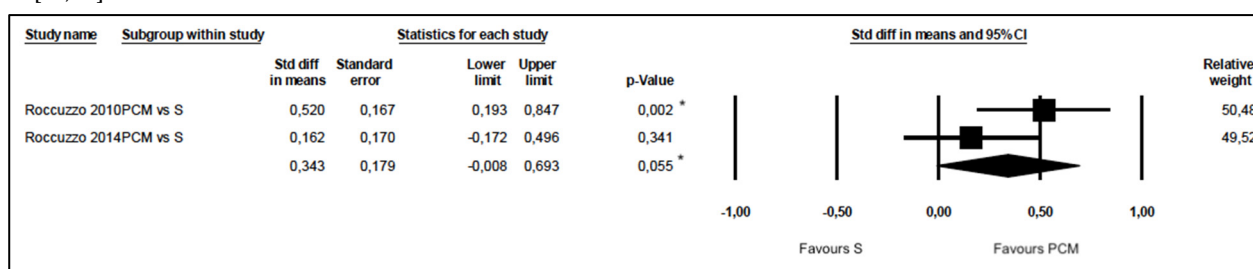 Study name Subgroup within study Statistics for each study Std diff in means and 95% CI
Std diff Standard Lower Upper Relative
in means error limit limit p-Value weight
Roccuzzo 2010PCM vs S 0,520 0,167 0,193 0,847 0,002 * 50,48
Roccuzzo 2014PCM vs S 0,162 0,170 -0,172 0,496 0,341 49,52
0,343 0,179 -0,008 0,693 0,055 *
-1,00 -0,50 0,00 0,50 1,00
Favours S Favours PCM